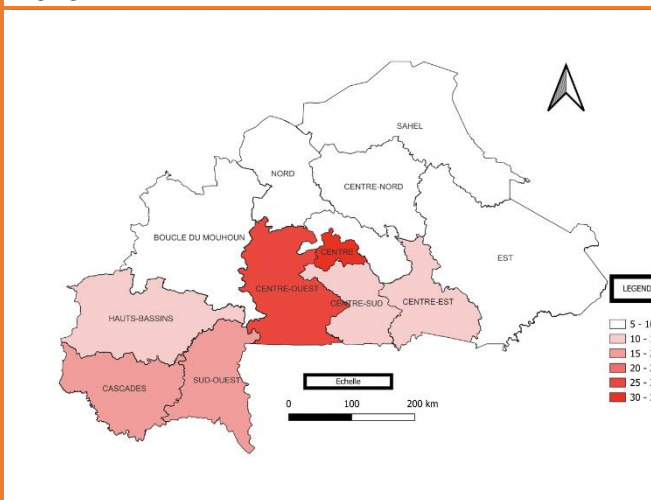 SAHEL
NORD
CENTRE-NORD
BOUCLE DU MOUHOUN
CENTRE
EST
CENTRE-OUEST
CENTRE-SUD
CENTRE-EST
HAUTS-BASSINS
CASCADES
SUD-OUEST
LEGEND
5 - 10
10 -
15 -
20 -
25 -
30 -
Echelle
0 100 200 km